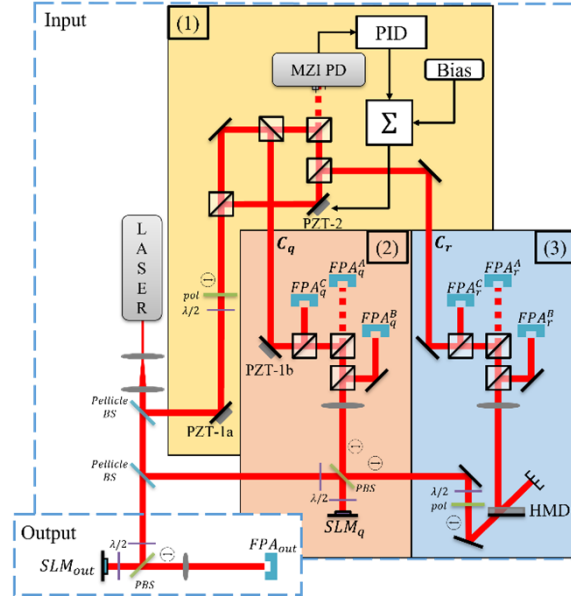 Input
(1)
PID
MZI PD
Bias
Σ
PZT-2
LASER
C_q
(2)
C_r
(3)
FPA_q^A
FPA_r^A
FPA_q^C
FPA_r^C
FPA_q^B
FPA_r^B
pol
λ/2
PZT-1b
Pellicle
BS
PZT-1a
Pellicle
BS
λ/2
PBS
λ/2
pol
SLM_q
HMD
Output
λ/2
FPA_out
SLM_out
PBS